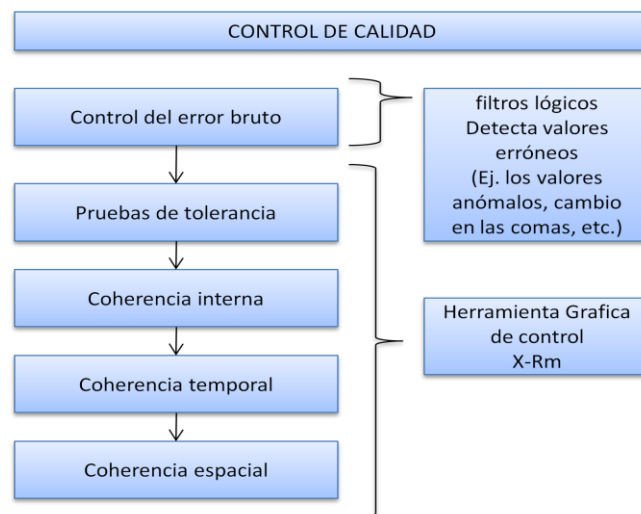 CONTROL DE CALIDAD
Control del error bruto
filtros lógicos
Detecta valores
erróneos
(Ej. los valores
anómalos, cambio
en las comas, etc.)
Pruebas de tolerancia
Coherencia interna
Coherencia temporal
Coherencia espacial
Herramienta Grafica
de control
X-Rm